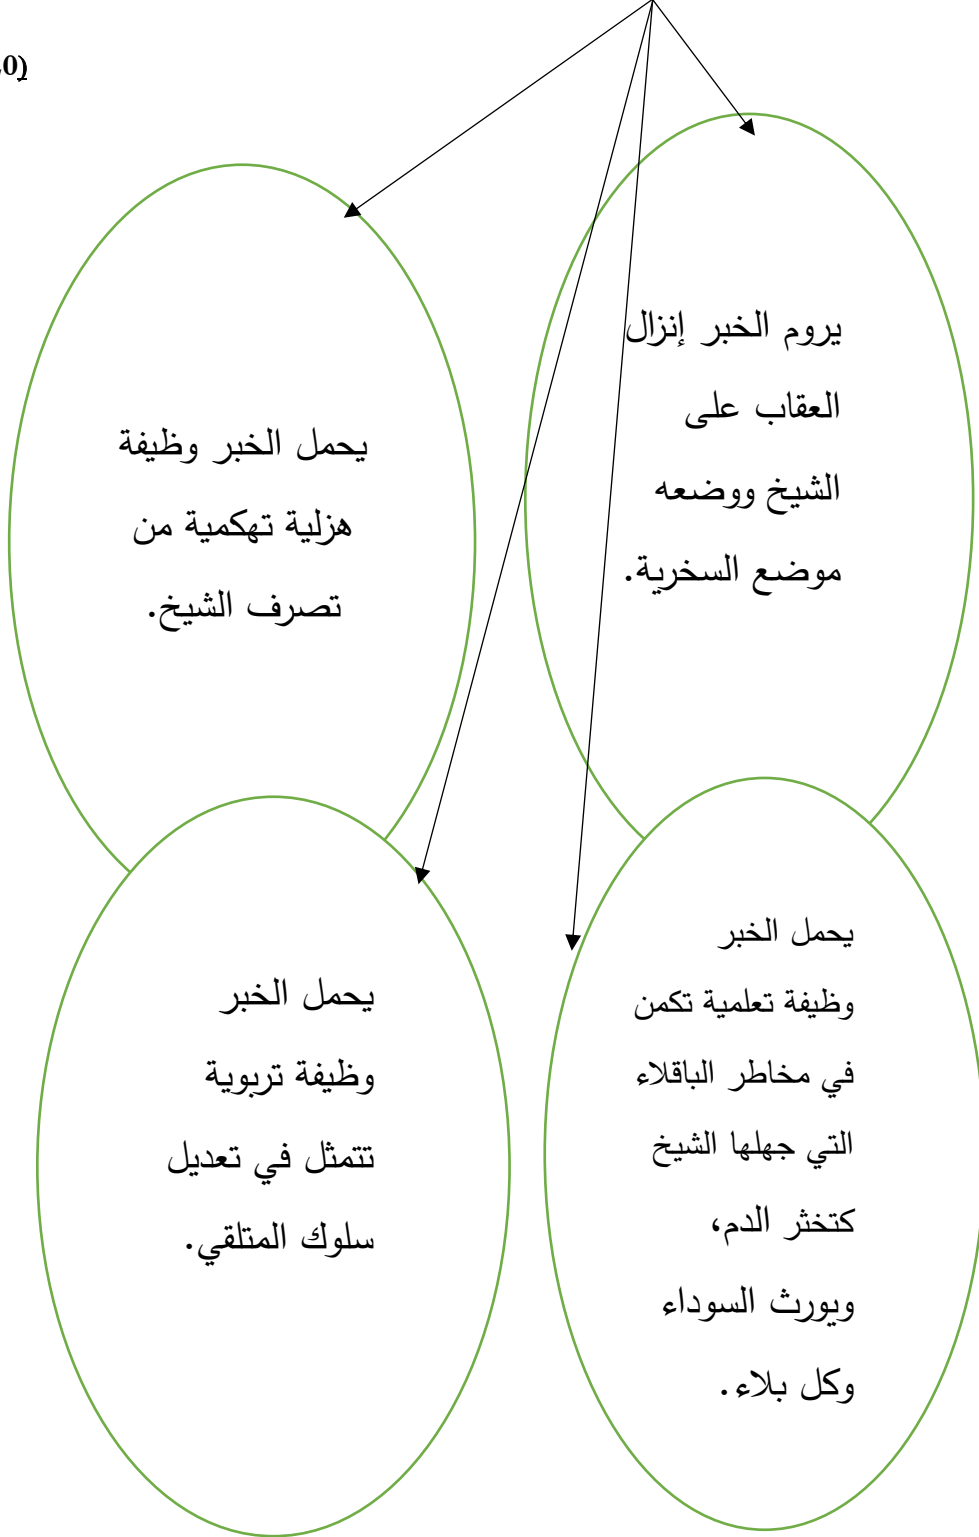 0)
يروم الخبر إنزال
العقاب على
الشيخ ووضعه
موضع السخرية.
يحمل الخبر وظيفة
هزلية تهكمية من
تصرف الشيخ.
يحمل الخبر
وظيفة تعلمية تكمن
في مخاطر الباقلاء
التي جهلها الشيخ
كتخثر الدم،
ويورث السوداء
وكل بلاء.
يحمل الخبر
وظيفة تربوية
تتمثل في تعديل
سلوك المتلقي.